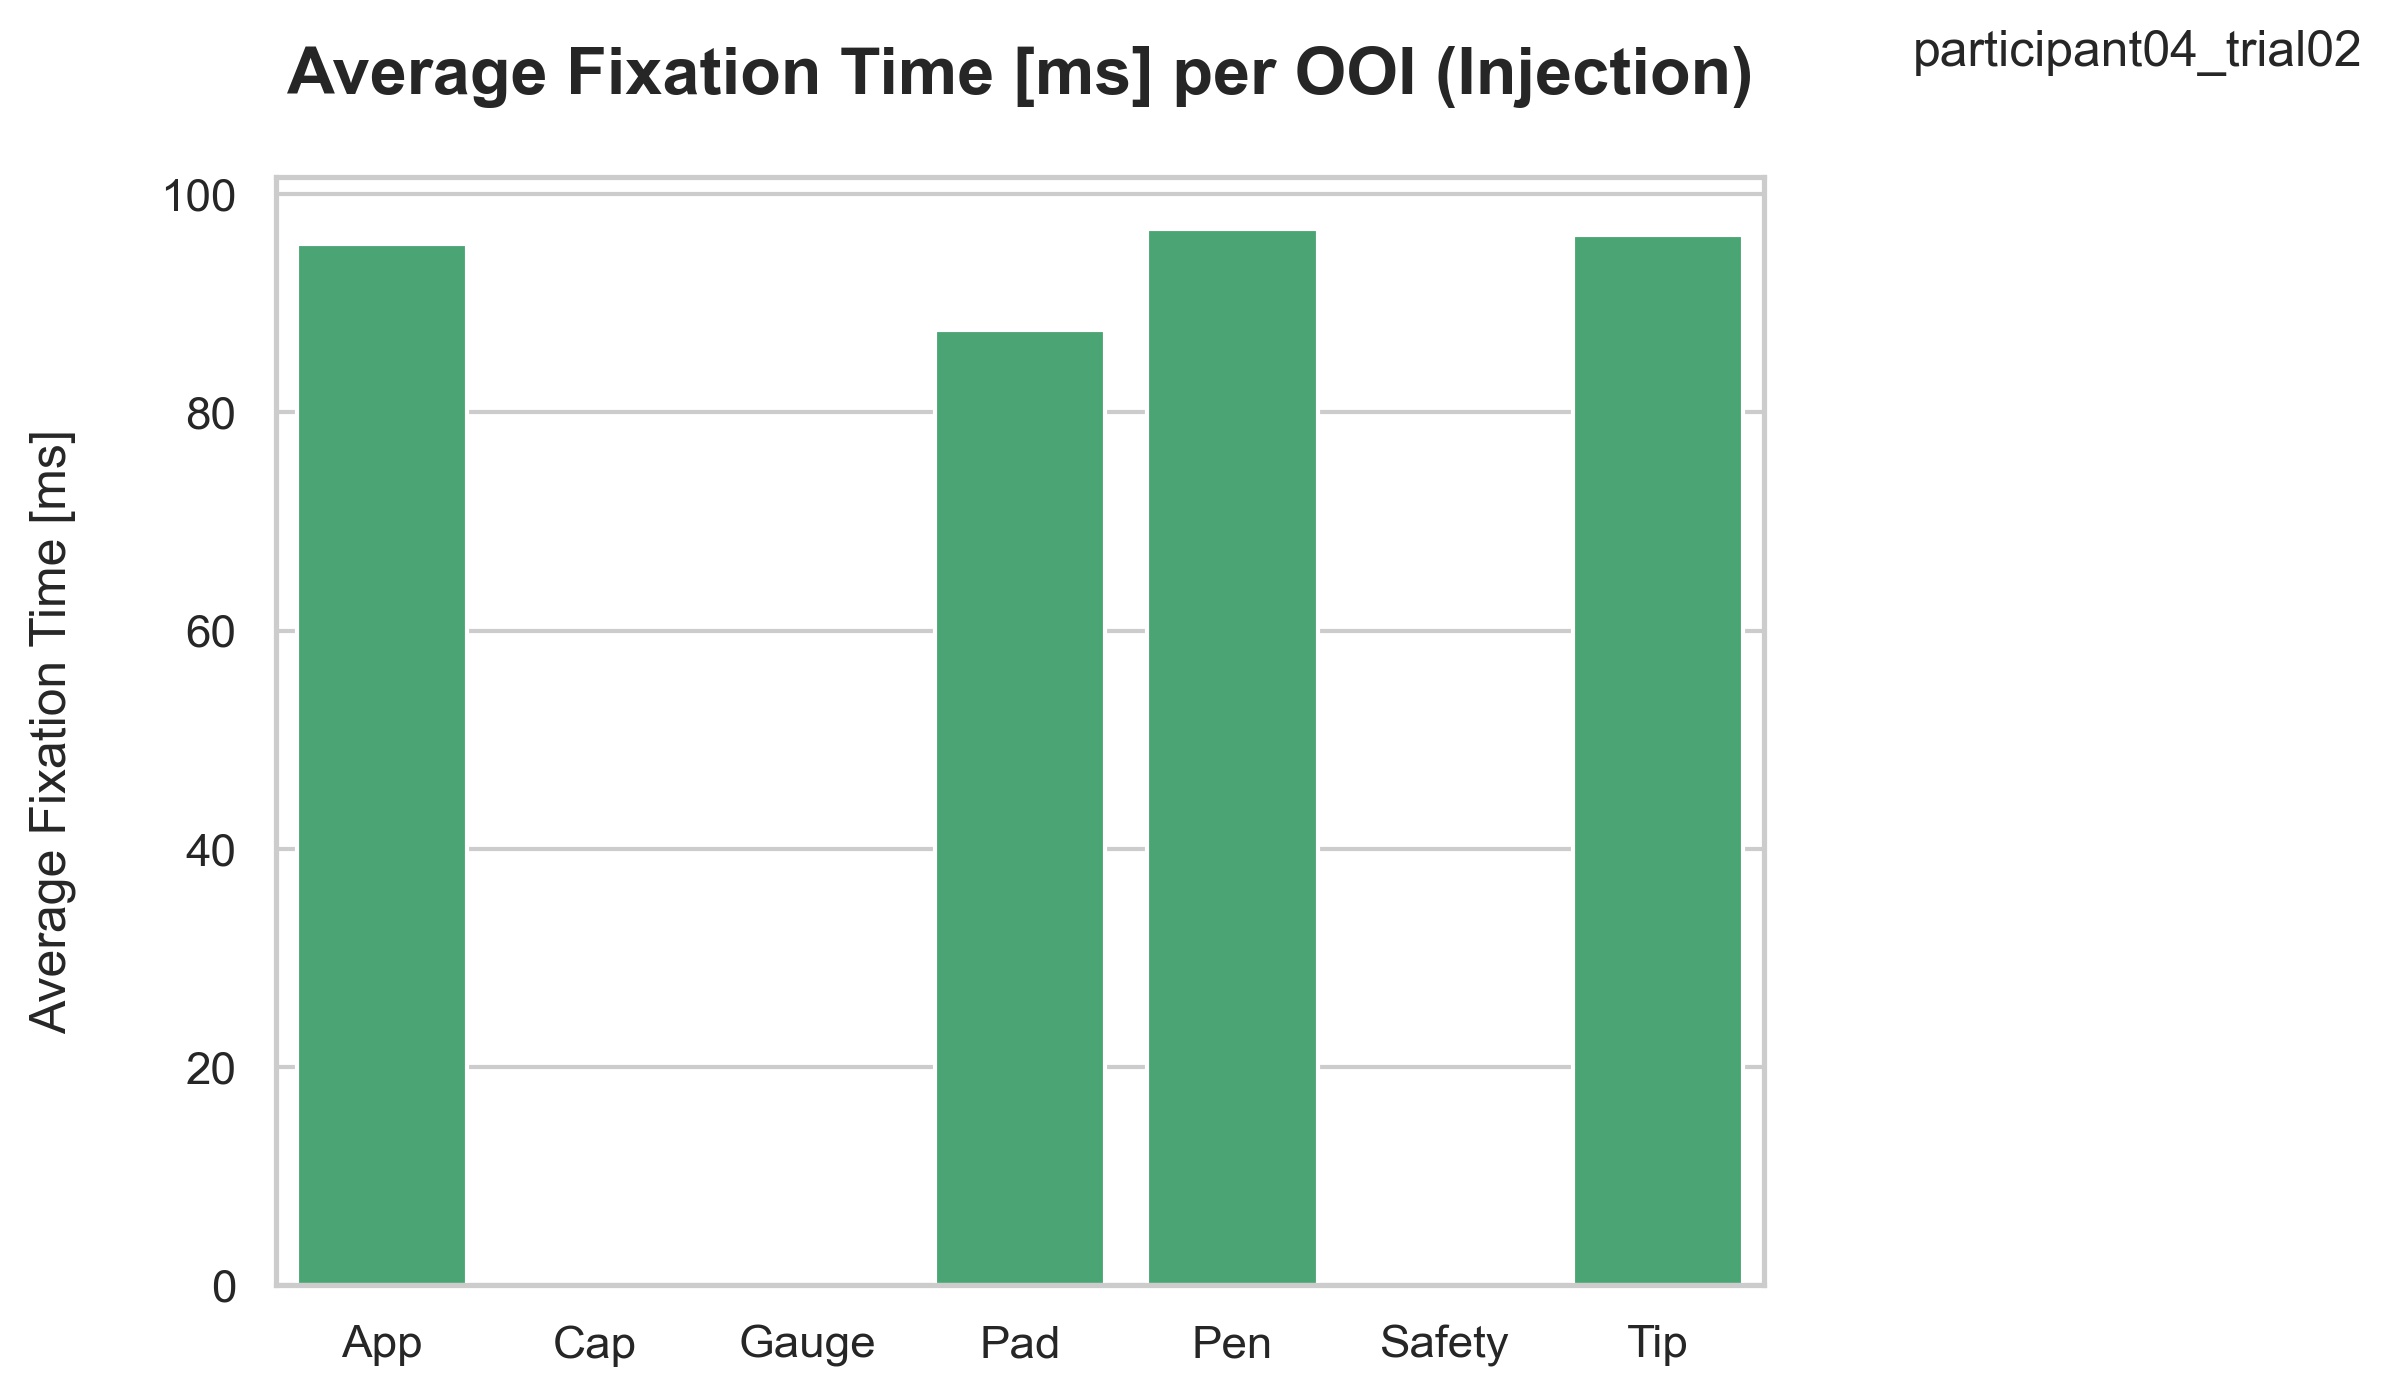 participant04_trial02
Average Fixation Time [ms] per OOI (Injection)
Average Fixation Time [ms]
100
80
60
40
20
0
App Cap Gauge Pad Pen Safety Tip